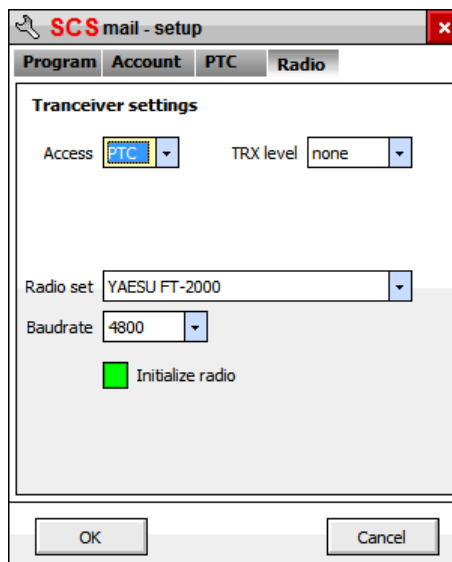 SCS mail - setup
Program Account PTC Radio
Tranceiver settings
Access PTC TRX level none
Radio set YAESU FT-2000
Baudrate 4800
Initialize radio
OK Cancel